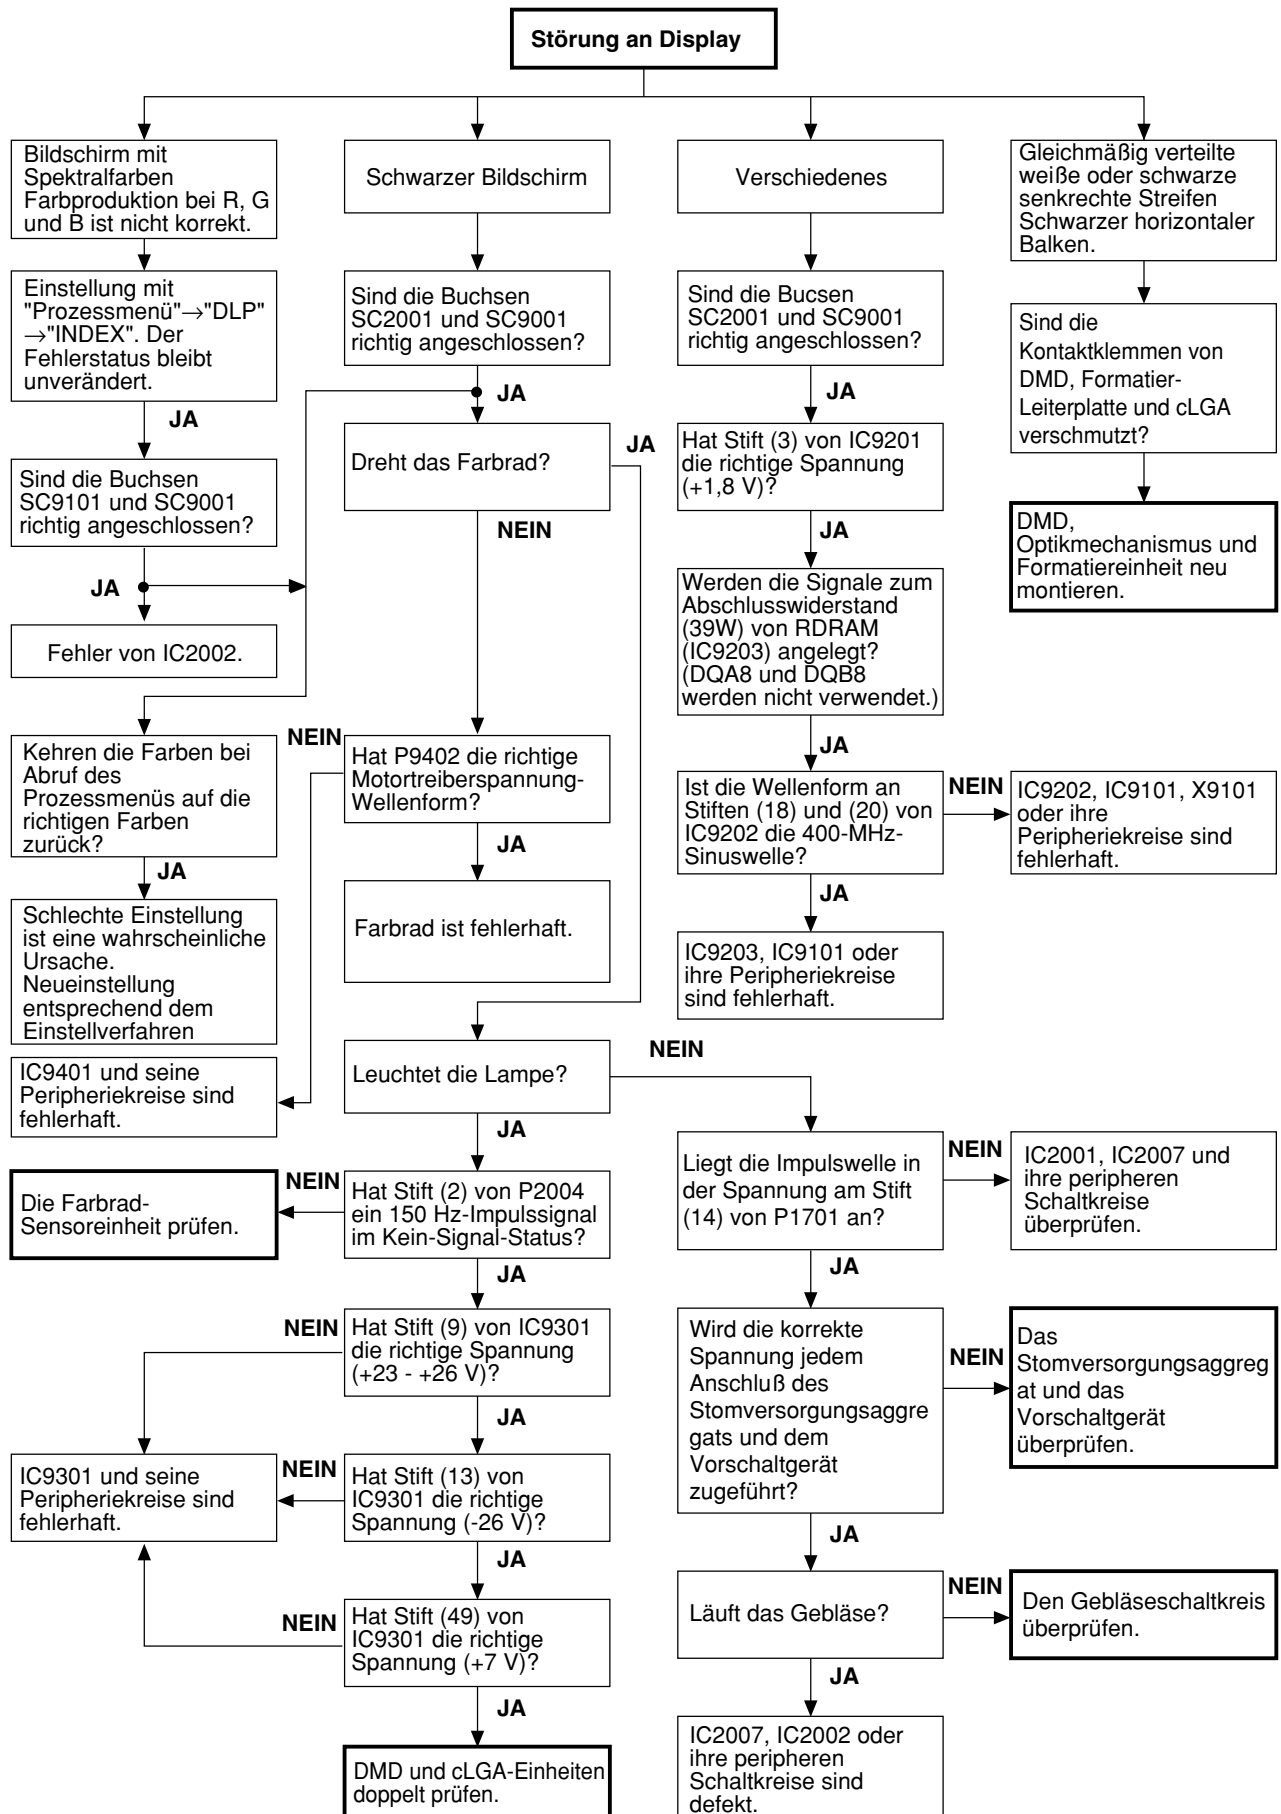 Störung an Display
Bildschirm mit
Spektralfarben
Farbproduktion bei R, G
und B ist nicht korrekt.
Einstellung mit
"Prozessmenü"→"DLP"
→"INDEX". Der
Fehlerstatus bleibt
unverändert.
JA
Sind die Buchsen
SC9101 und SC9001
richtig angeschlossen?
JA
Fehler von IC2002.
Kehren die Farben bei
Abruf des
Prozessmenüs auf die
richtigen Farben
zurück?
JA
Schlechte Einstellung
ist eine wahrscheinliche
Ursache.
Neueinstellung
entsprechend dem
Einstellverfahren
IC9401 und seine
Peripheriekreise sind
fehlerhaft.
Die Farbrad-
Sensoreinheit prüfen.
IC9301 und seine
Peripheriekreise sind
fehlerhaft.
Schwarzer Bildschirm
Sind die Buchsen
SC2001 und SC9001
richtig angeschlossen?
JA
Dreht das Farbrad?
JA
NEIN
NEIN
Hat P9402 die richtige
Motortreiberspannung-
Wellenform?
JA
Farbrad ist fehlerhaft.
Leuchtet die Lampe?
NEIN
JA
NEIN
Hat Stift (2) von P2004
ein 150 Hz-Impulssignal
im Kein-Signal-Status?
JA
NEIN
Hat Stift (9) von IC9301
die richtige Spannung
(+23 - +26 V)?
JA
NEIN
Hat Stift (13) von
IC9301 die richtige
Spannung (-26 V)?
JA
NEIN
Hat Stift (49) von
IC9301 die richtige
Spannung (+7 V)?
JA
DMD und cLGA-Einheiten
doppelt prüfen.
Verschiedenes
Sind die Bucsen
SC2001 und SC9001
richtig angeschlossen?
JA
Hat Stift (3) von IC9201
die richtige Spannung
(+1,8 V)?
JA
Werden die Signale zum
Abschlusswiderstand
(39W) von RDRAM
(IC9203) angelegt?
(DQA8 und DQB8
werden nicht verwendet.)
JA
Ist die Wellenform an
Stiften (18) und (20) von
IC9202 die 400-MHz-
Sinuswelle?
NEIN
IC9202, IC9101, X9101
oder ihre
Peripheriekreise sind
fehlerhaft.
JA
IC9203, IC9101 oder
ihre Peripheriekreise
sind fehlerhaft.
Liegt die Impulswelle in
der Spannung am Stift
(14) von P1701 an?
NEIN
IC2001, IC2007 und
ihre peripheren
Schaltkreise
überprüfen.
JA
Wird die korrekte
Spannung jedem
Anschluß des
Stomversorgungsaggre
gats und dem
Vorschaltgerät
zugeführt?
NEIN
Das
Stomversorgungsaggreg
at und das
Vorschaltgerät
überprüfen.
JA
Läuft das Gebläse?
NEIN
Den Gebläseschaltkreis
überprüfen.
JA
IC2007, IC2002 oder
ihre peripheren
Schaltkreise sind
defekt.
Gleichmäßig verteilte
weiße oder schwarze
senkrechte Streifen
Schwarzer horizontaler
Balken.
Sind die
Kontaktklemmen von
DMD, Formatier-
Leiterplatte und cLGA
verschmutzt?
DMD,
Optikmechanismus und
Formatiereinheit neu
montieren.